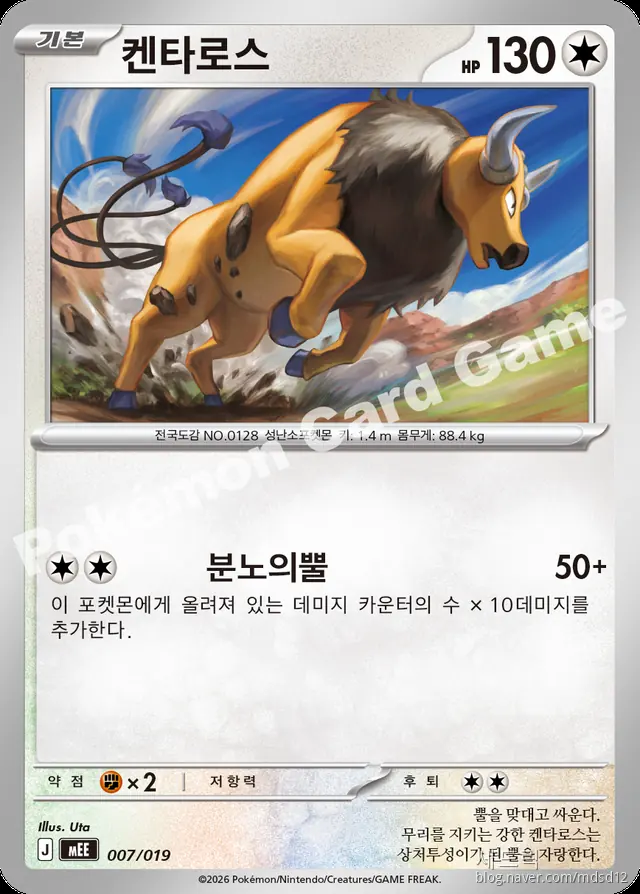 기본
켄타로스
HP 130
전국도감 NO.0128 성난소포켓몬 키: 1.4 m 몸무게: 88.4 kg
Pokémon Card Game
분노의뿔 50+
이 포켓몬에게 올려져 있는 데미지 카운터의 수 ×10데미지를
추가한다.
약점 ×2 저항력 후퇴
Illus. Uta
뿔을 맞대고 싸운다.
무리를 지키는 강한 켄타로스는
상처투성이가 된 뿔을 자랑한다.
J MEE 007/019
blog.naver.com/mdsd12
©2026 Pokémon/Nintendo/Creatures/GAME FREAK.